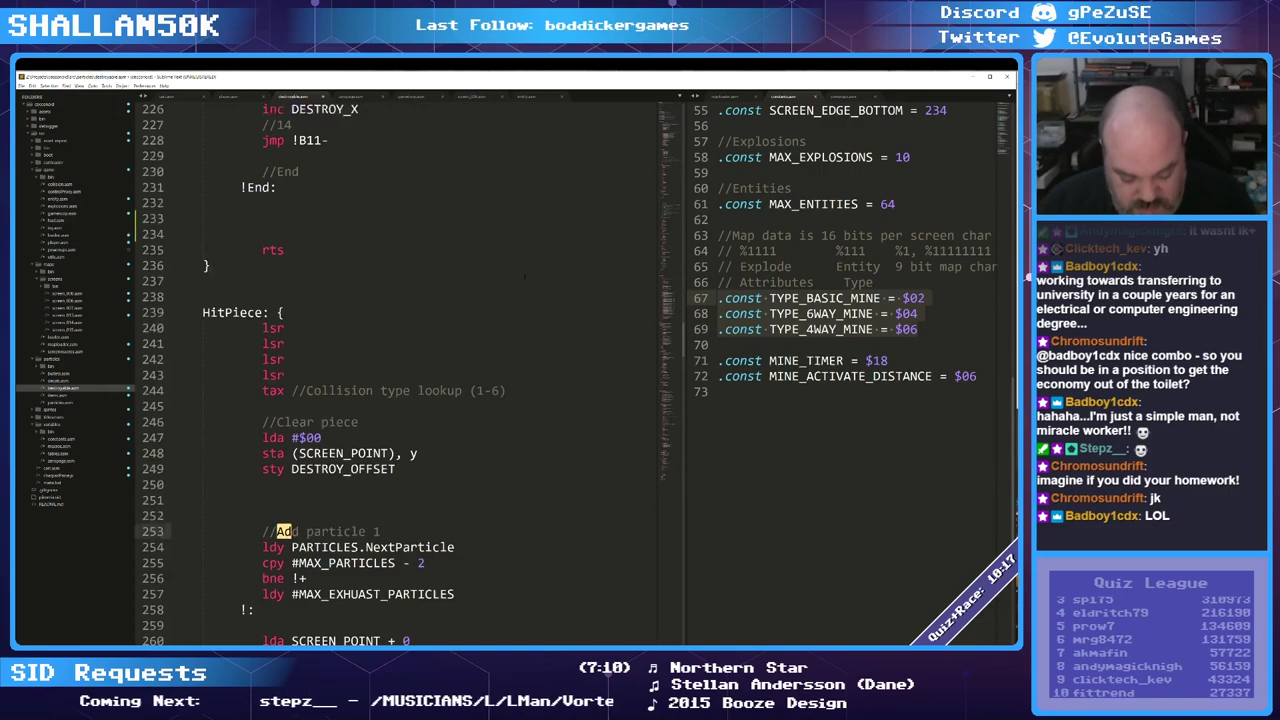 SHALLAN50K
Last Follow: boddickergames
Discord gPeZuSE
Twitter @EvoluteGames
FOLDERS
226 inc DESTROY_X
227 //14
228 jmp !B11-
229
230 //End
231 !End:
232
233
234
235 rts
236 }
237
238
239 HitPiece: {
240 lsr
241 lsr
242 lsr
243 lsr
244 tax //Collision type lookup (1-6)
245
246 //Clear piece
247 lda #$00
248 sta (SCREEN_POINT), y
249 sty DESTROY_OFFSET
250
251
252
253 //Add particle 1
254 ldy PARTICLES.NextParticle
255 cpy #MAX_PARTICLES - 2
256 bne !+
257 ldy #MAX_EXHUAST_PARTICLES
258 !:
260 lda SCREEN_POINT + 0
55 .const SCREEN_EDGE_BOTTOM = 234
56
57 //Explosions
58 .const MAX_EXPLOSIONS = 10
59
60 //Entities
61 .const MAX_ENTITIES = 64
62
63 //Map data is 16 bits per screen char
64 // %1111 %111 %1, %11111111
65 // Explode Entity 9 bit map char
66 // Attributes Type
67 .const TYPE_BASIC_MINE = $02
68 .const TYPE_6WAY_MINE = $04
69 .const TYPE_4WAY_MINE = $06
70
71 .const MINE_TIMER = $18
72 .const MINE_ACTIVATE_DISTANCE = $06
73
Andymagicknight: it wasnt ik+
Clicktech_kev: yh
Badboy1cdx:
working towards transferring to
university in a couple years for an
electrical or computer engineering
degree...
Chromosundrift:
@badboy1cdx nice combo - so you
should be in a position to get the
economy out of the toilet?
Badboy1cdx:
hahaha...I'm just a simple man, not
miracle worker!!
Stepz__:
Chromosundrift:
imagine if you did your homework!
Chromosundrift: jk
Badboy1cdx: LOL
Quiz+Race: 10:17
Quiz League
3 spl75 310973
4 eldritch79 216190
5 prow7 134609
6 mrg8472 131759
7 akmafin 57722
8 andymagicknigh 56159
9 clicktech_kev 43324
10 fittrend 27337
SID Requests
Coming Next: stepz__ - /MUSICIANS/L/LMan/Vorte
(7:10) Northern Star
Stellan Andersson (Dane)
2015 Booze Design